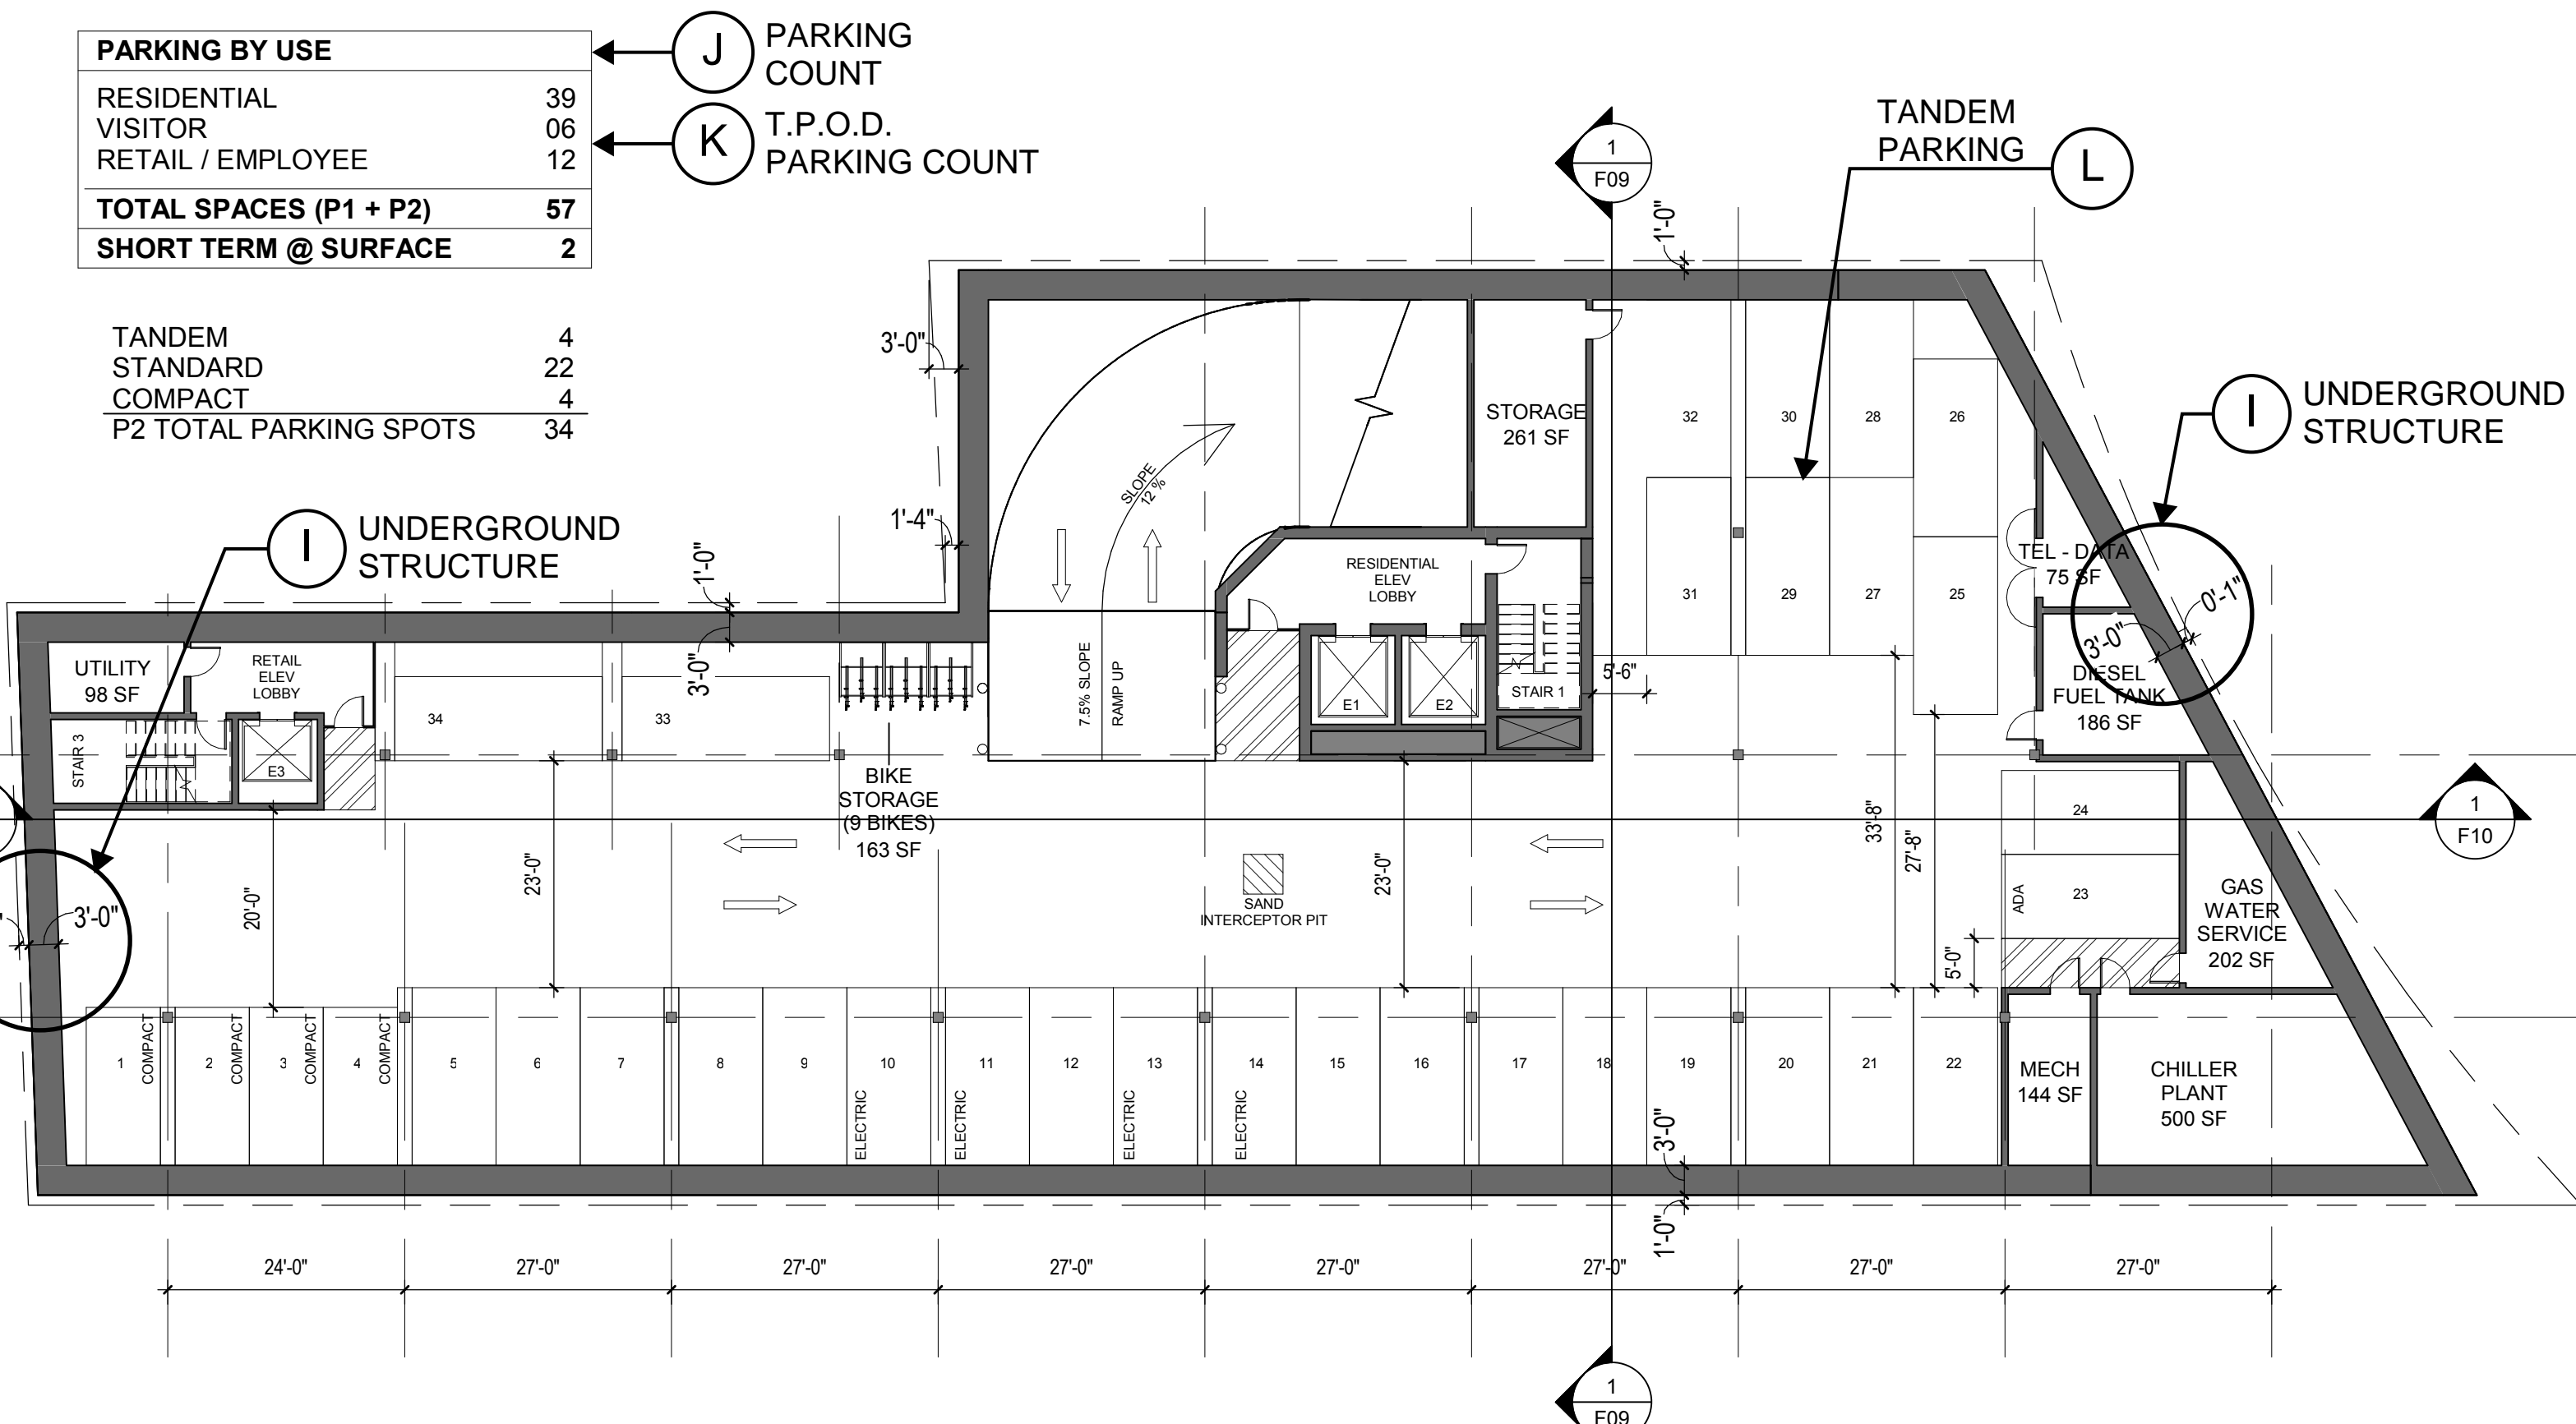 PARKING BY USE
RESIDENTIAL 39
VISITOR 06
RETAIL / EMPLOYEE 12
TOTAL SPACES (P1 + P2) 57
SHORT TERM @ SURFACE 2
J PARKING
COUNT
K T.P.O.D.
PARKING COUNT
TANDEM 4
STANDARD 22
COMPACT 4
P2 TOTAL PARKING SPOTS 34
1
F09
TANDEM
PARKING
L
1'-0"
3'-0"
1'-4"
STORAGE
261 SF
SLOPE
12 %
32
30
28
26
I UNDERGROUND
STRUCTURE
I UNDERGROUND
STRUCTURE
1'-0"
3'-0"
RESIDENTIAL
ELEV
LOBBY
31
29
27
25
TEL - DATA
75 SF
0'-1"
3'-0"
DIESEL
FUEL TANK
186 SF
UTILITY
98 SF
RETAIL
ELEV
LOBBY
STAIR 3
E3
34
33
7.5% SLOPE
RAMP UP
E1
E2
STAIR 1
5'-6"
BIKE
STORAGE
(9 BIKES)
163 SF
33'-8"
27'-8"
24
ADA
23
5'-0"
GAS
WATER
SERVICE
202 SF
1
F10
3'-0"
20'-0"
23'-0"
SAND
INTERCEPTOR PIT
23'-0"
1
COMPACT
2
COMPACT
3
COMPACT
4
COMPACT
5
6
7
8
9
10
ELECTRIC
11
ELECTRIC
12
13
ELECTRIC
14
ELECTRIC
15
16
17
18
19
20
21
22
MECH
144 SF
CHILLER
PLANT
500 SF
3'-0"
1'-0"
24'-0" 27'-0" 27'-0" 27'-0" 27'-0" 27'-0" 27'-0" 27'-0"
1
F09